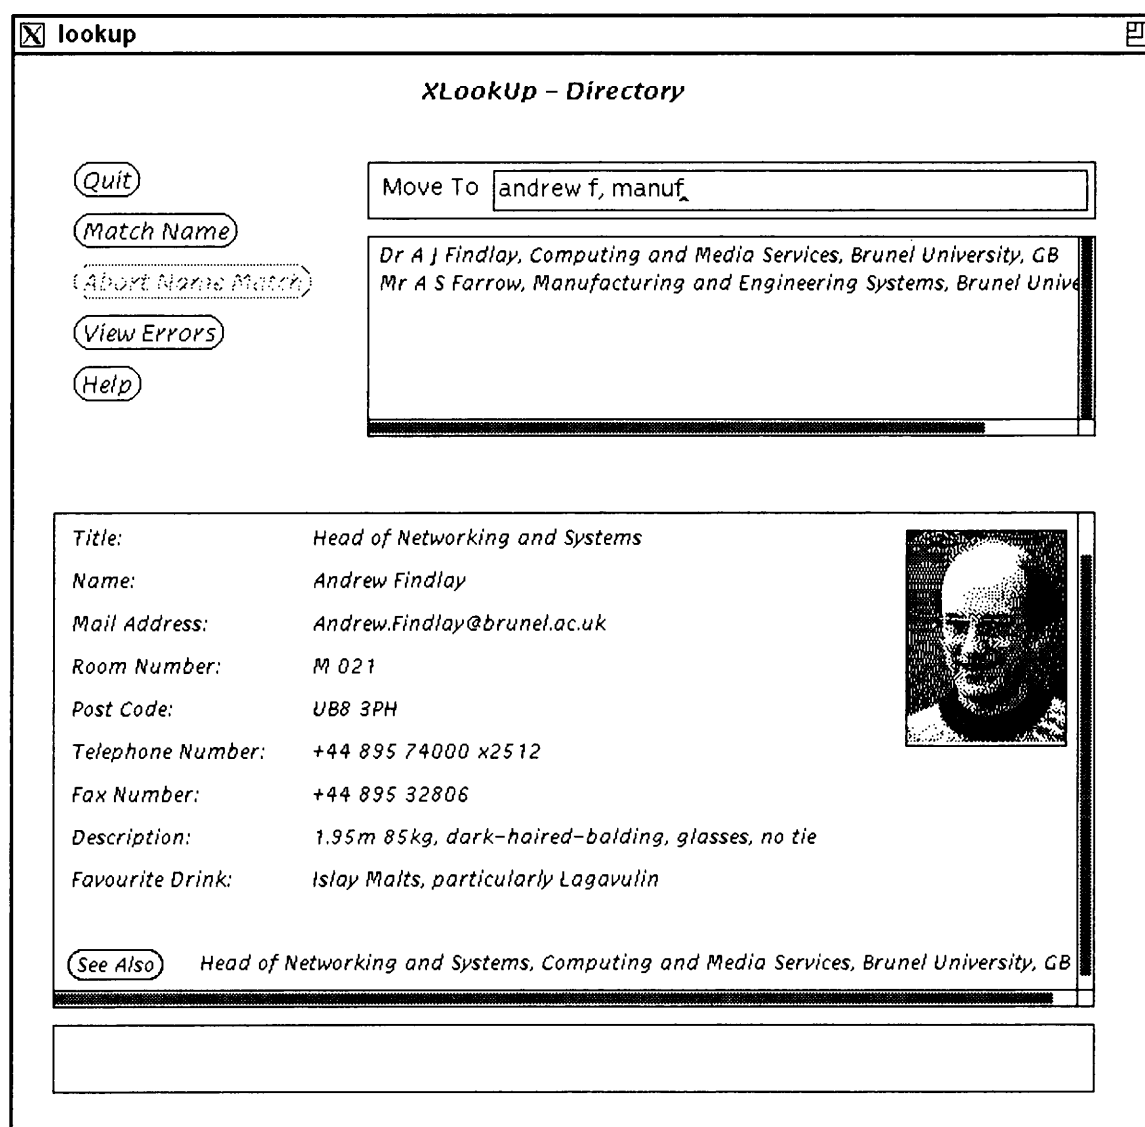 lookup
XLookUp – Directory
Quit
Match Name
Abort Name Match
View Errors
Help
Move To andrew f, manuf
Dr A J Findlay, Computing and Media Services, Brunel University, GB
Mr A S Farrow, Manufacturing and Engineering Systems, Brunel Unive
Title: Head of Networking and Systems
Name: Andrew Findlay
Mail Address: Andrew.Findlay@brunel.ac.uk
Room Number: M 021
Post Code: UB8 3PH
Telephone Number: +44 895 74000 x2512
Fax Number: +44 895 32806
Description: 1.95m 85kg, dark-haired-balding, glasses, no tie
Favourite Drink: Islay Malts, particularly Lagavulin
See Also Head of Networking and Systems, Computing and Media Services, Brunel University, GB